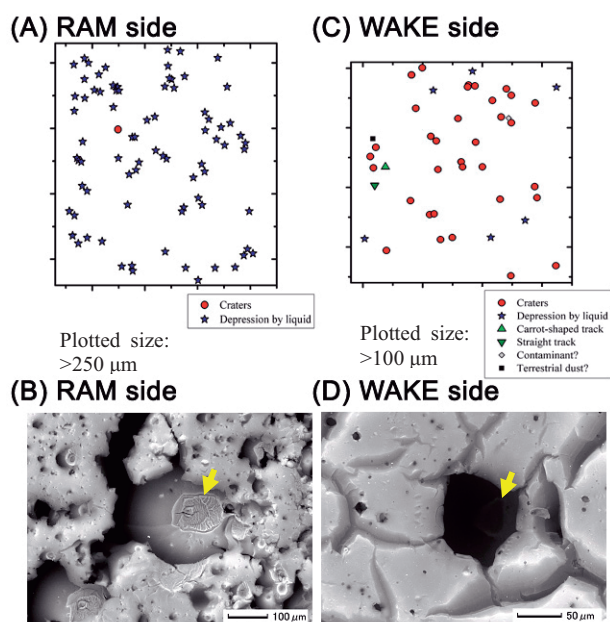 (A) RAM side
Craters
Depression by liquid
Plotted size:
>250 μm
(C) WAKE side
Craters
Depression by liquid
Carrot-shaped track
Straight track
Contaminant?
Terrestrial dust?
Plotted size:
>100 μm
(B) RAM side
100 μm
(D) WAKE side
50 μm